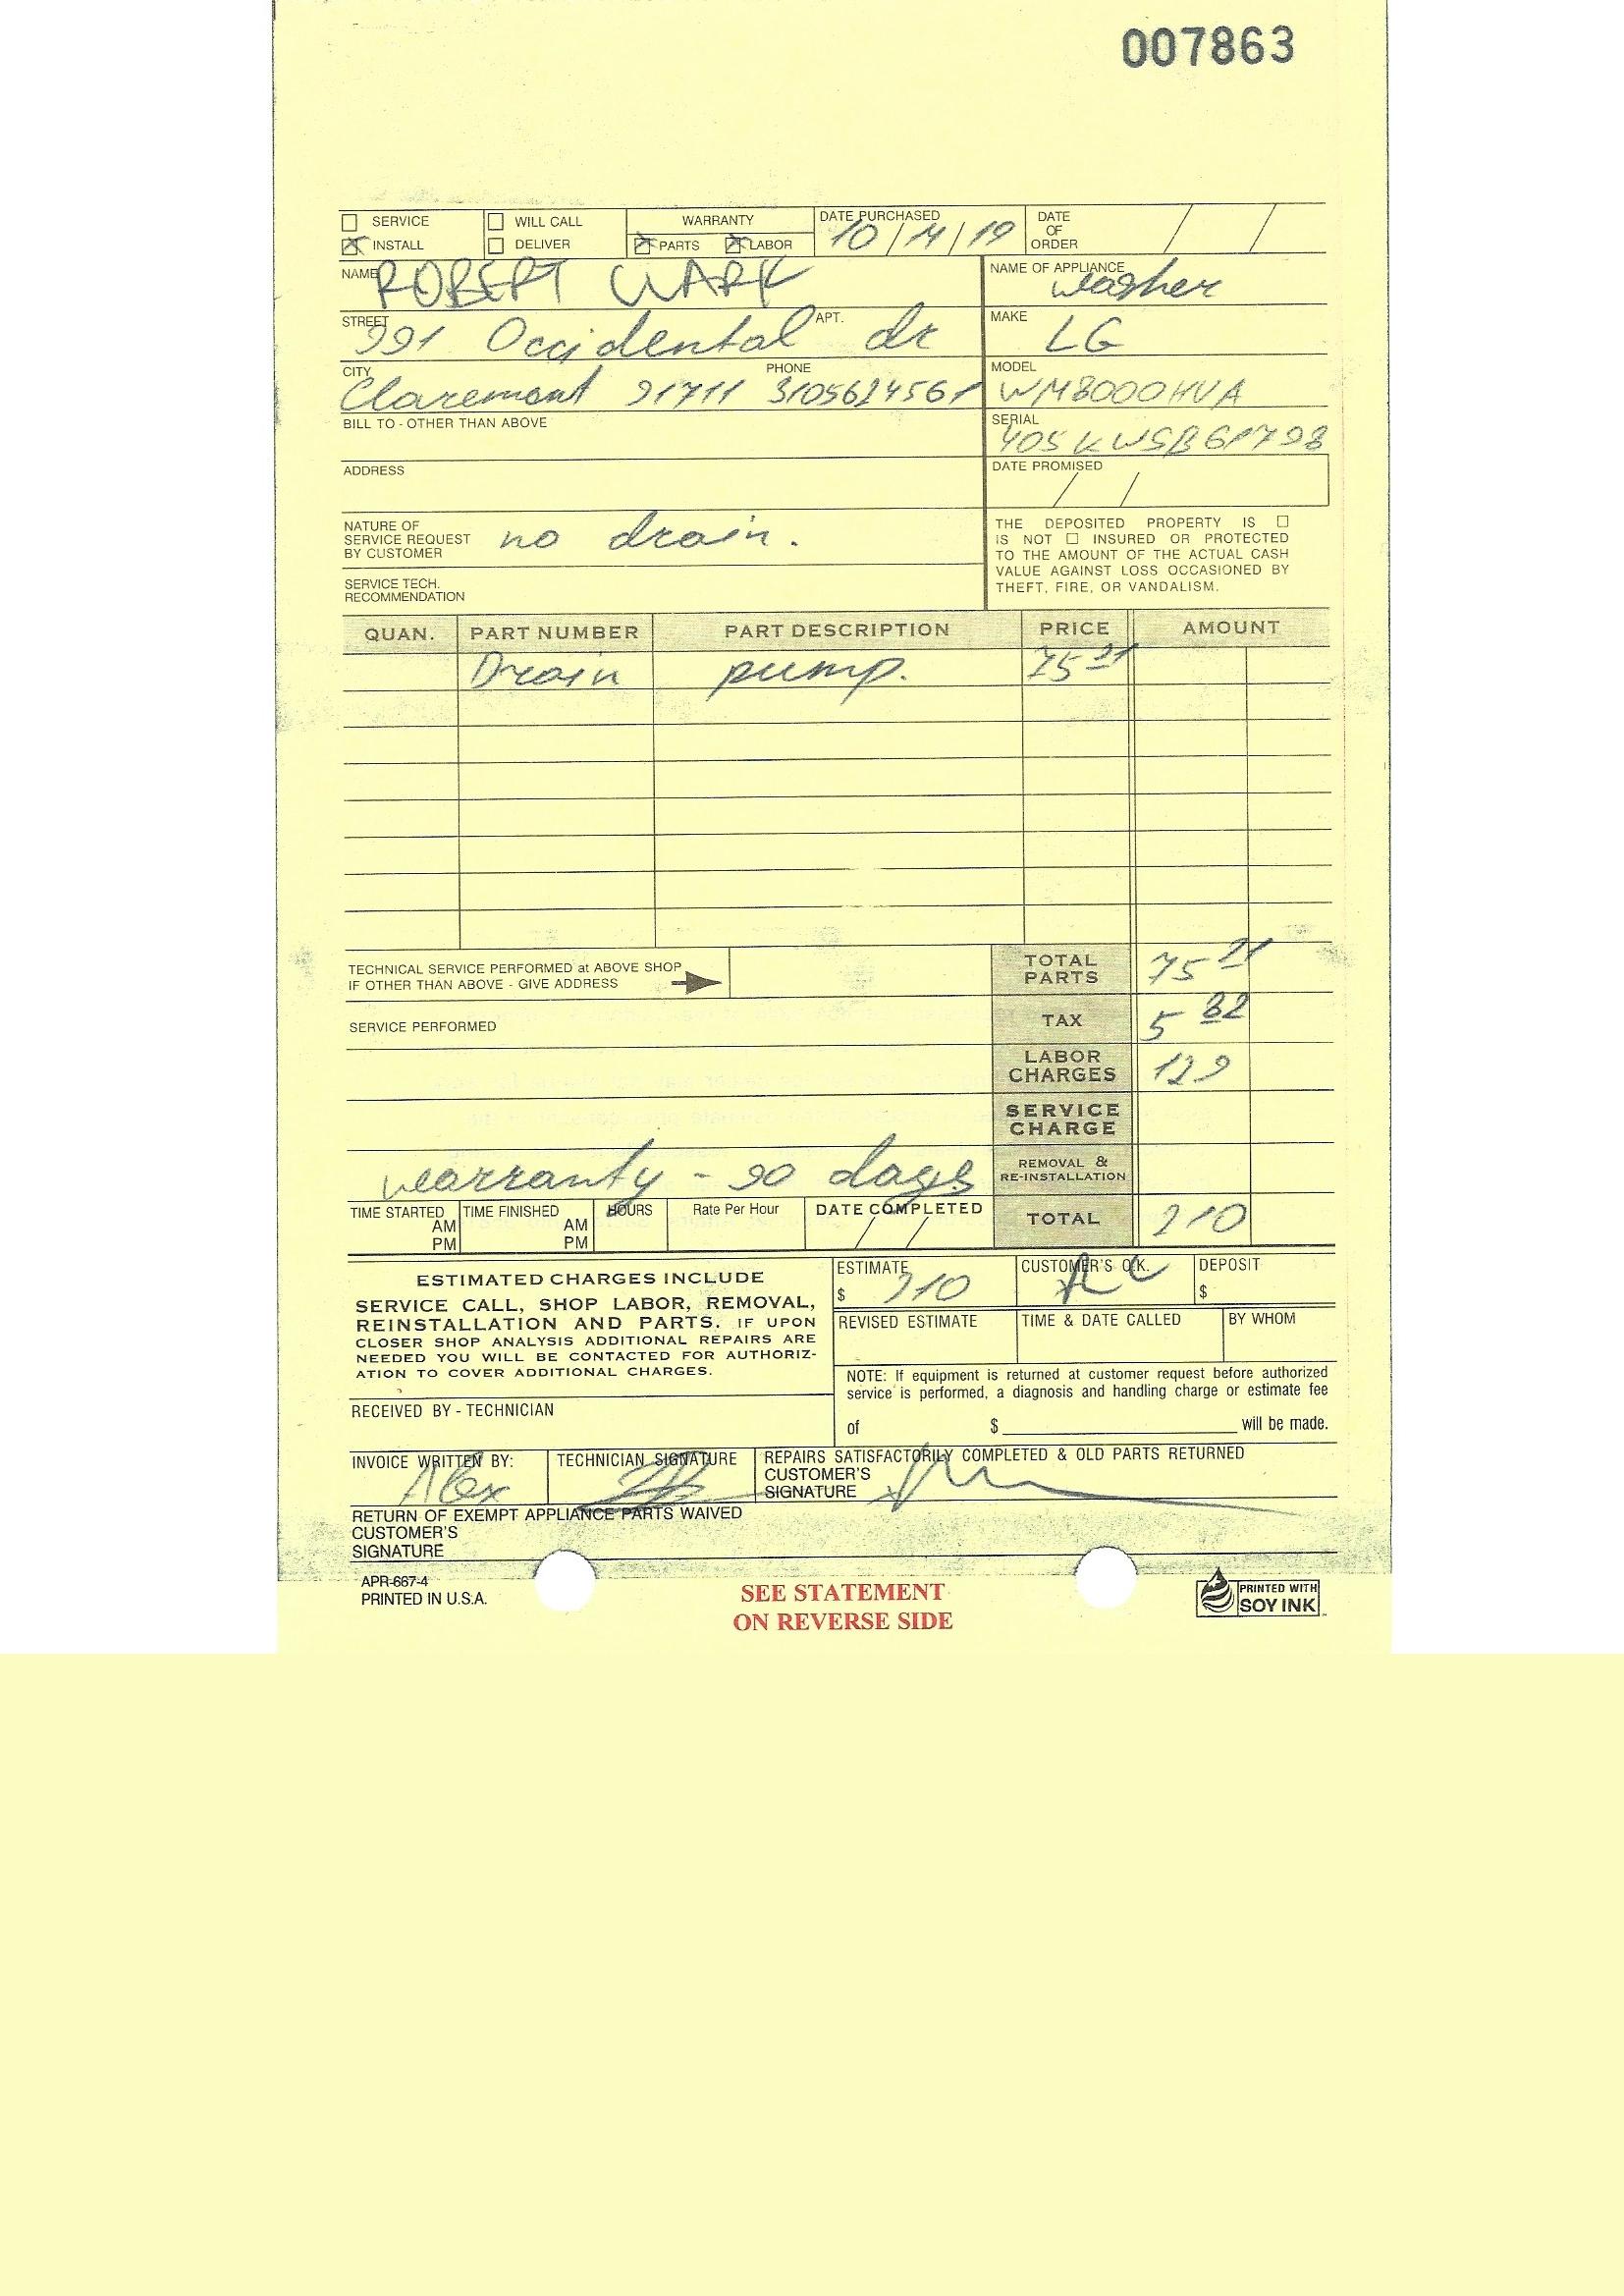 007863
SERVICE WILL CALL WARRANTY DATE PURCHASED DATE OF ORDER
INSTALL DELIVER PARTS LABOR 10/14/19
NAME ROBERT CLARK NAME OF APPLIANCE washer
STREET 991 Occidental APT. dr MAKE LG
CITY Claremont 91711 PHONE 3105624561 MODEL WM8000HVA
BILL TO - OTHER THAN ABOVE SERIAL 405KWSB61798
ADDRESS DATE PROMISED / /
NATURE OF
SERVICE REQUEST no drain.
BY CUSTOMER
SERVICE TECH.
RECOMMENDATION
THE DEPOSITED PROPERTY IS
IS NOT INSURED OR PROTECTED
TO THE AMOUNT OF THE ACTUAL CASH
VALUE AGAINST LOSS OCCASIONED BY
THEFT, FIRE, OR VANDALISM.
QUAN. PART NUMBER PART DESCRIPTION PRICE AMOUNT
Drain pump. 75 21
TECHNICAL SERVICE PERFORMED at ABOVE SHOP
IF OTHER THAN ABOVE - GIVE ADDRESS
TOTAL PARTS 75 21
SERVICE PERFORMED
TAX 5 82
LABOR CHARGES 129
SERVICE CHARGE
warranty - 90 days
REMOVAL & RE-INSTALLATION
TIME STARTED AM PM TIME FINISHED AM PM HOURS Rate Per Hour DATE COMPLETED / / TOTAL 210
ESTIMATED CHARGES INCLUDE
SERVICE CALL, SHOP LABOR, REMOVAL,
REINSTALLATION AND PARTS. IF UPON
CLOSER SHOP ANALYSIS ADDITIONAL REPAIRS ARE
NEEDED YOU WILL BE CONTACTED FOR AUTHORIZ-
ATION TO COVER ADDITIONAL CHARGES.
ESTIMATE $ 210 CUSTOMER'S O.K. RC DEPOSIT $
REVISED ESTIMATE TIME & DATE CALLED BY WHOM
NOTE: If equipment is returned at customer request before authorized
service is performed, a diagnosis and handling charge or estimate fee
of $ will be made.
RECEIVED BY - TECHNICIAN
INVOICE WRITTEN BY: Alex TECHNICIAN SIGNATURE REPAIRS SATISFACTORILY COMPLETED & OLD PARTS RETURNED
CUSTOMER'S
SIGNATURE x
RETURN OF EXEMPT APPLIANCE PARTS WAIVED
CUSTOMER'S
SIGNATURE
APR-667-4
PRINTED IN U.S.A.
SEE STATEMENT
ON REVERSE SIDE
PRINTED WITH
SOY INK